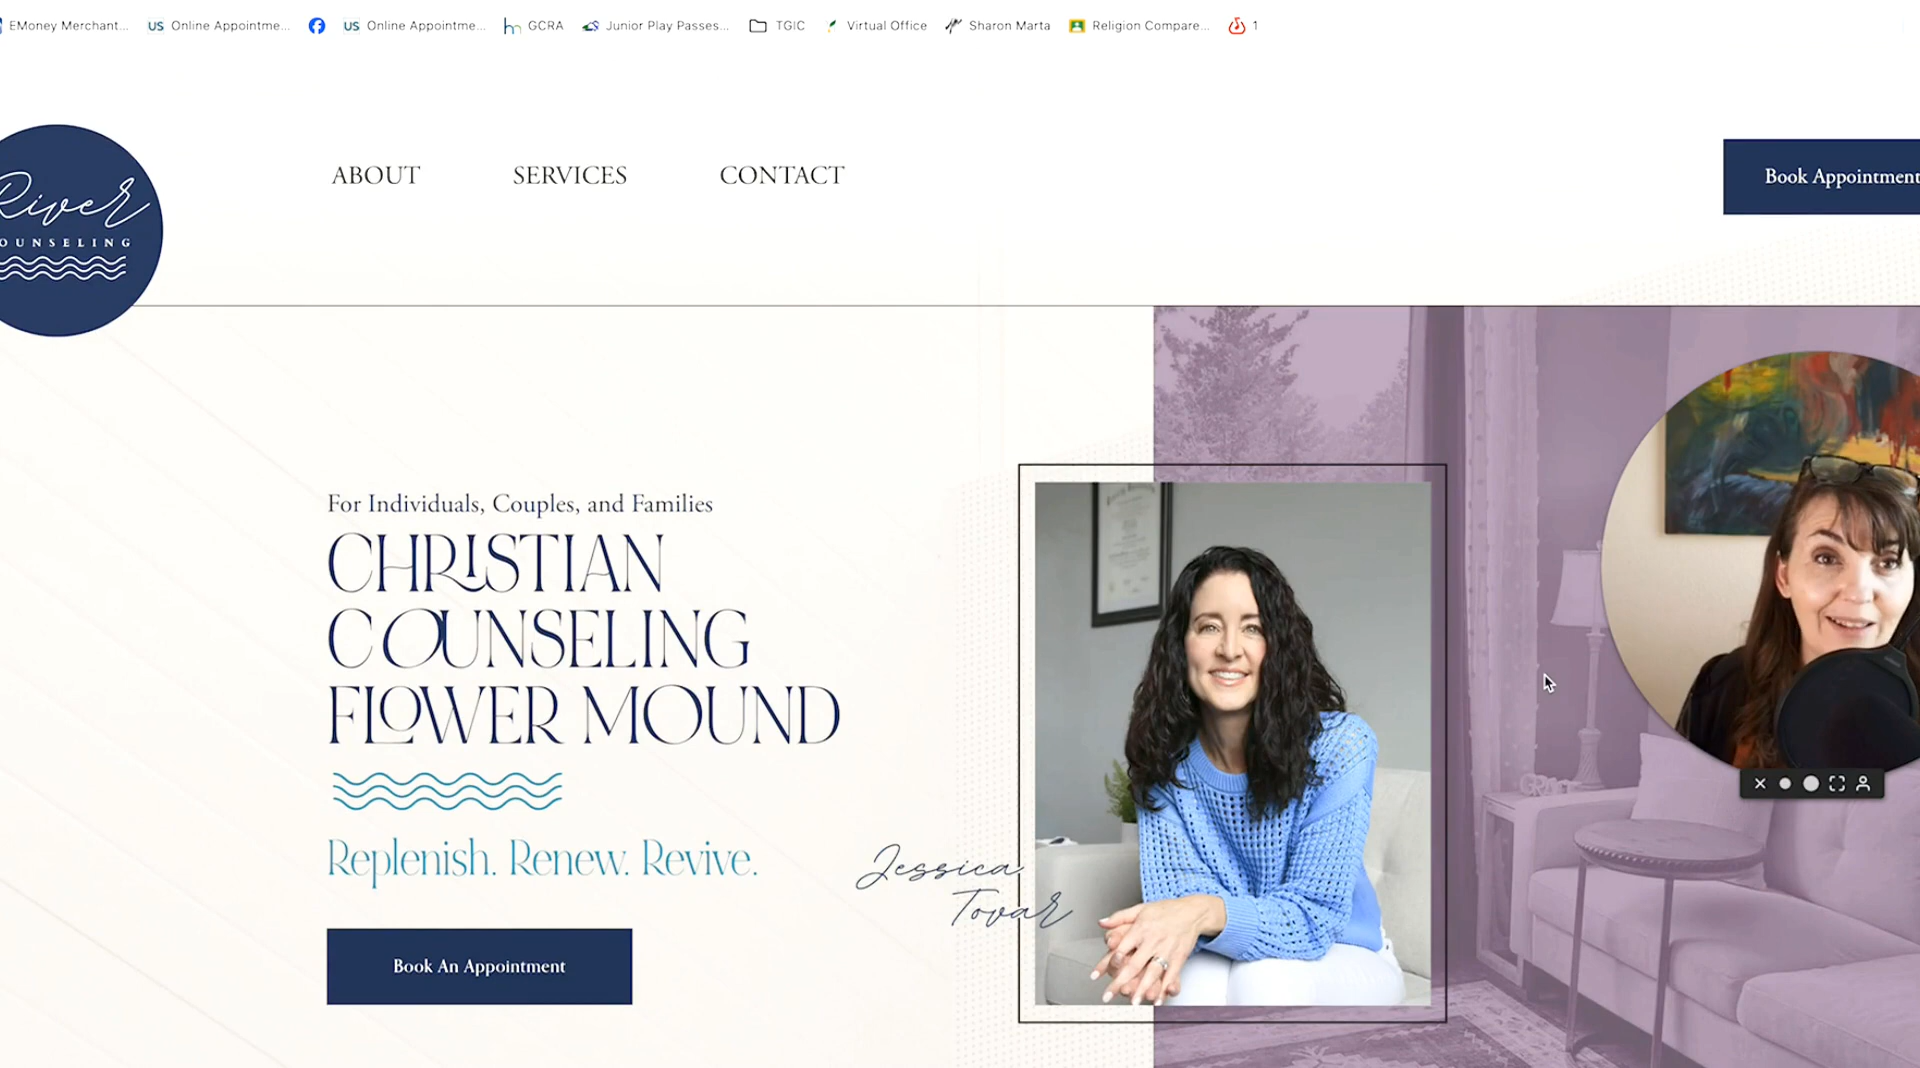 EMoney Merchant... US Online Appointme... US Online Appointme... GCRA Junior Play Passes... TGIC Virtual Office Sharon Marta Religion Compare... 1
ABOUT SERVICES CONTACT
Book Appointment
River
OUNSELING
For Individuals, Couples, and Families
CHRISTIAN
COUNSELING
FLOWER MOUND
Replenish. Renew. Revive.
Jessica
Tovar
Book An Appointment